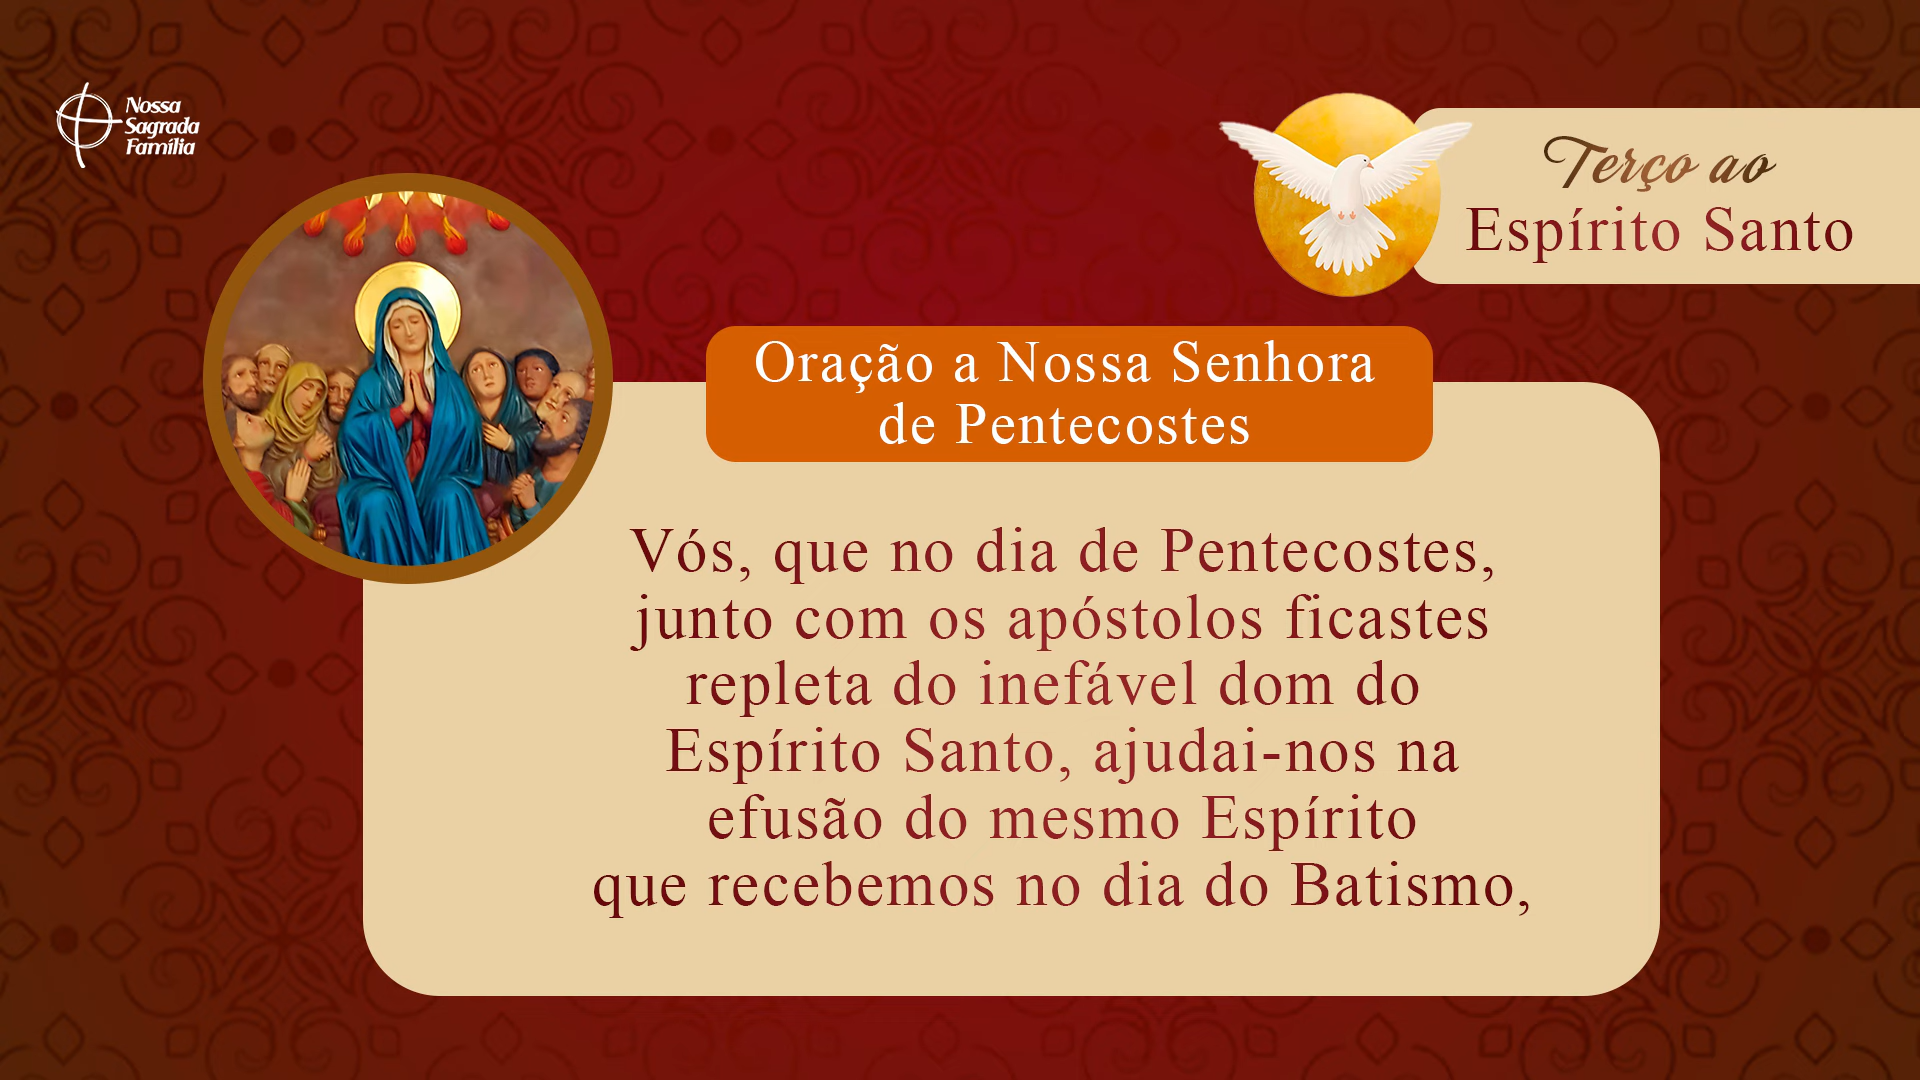 Nossa
Sagrada
Família
Terço ao
Espírito Santo
Oração a Nossa Senhora
de Pentecostes
Vós, que no dia de Pentecostes,
junto com os apóstolos ficastes
repleta do inefável dom do
Espírito Santo, ajudai-nos na
efusão do mesmo Espírito
que recebemos no dia do Batismo,